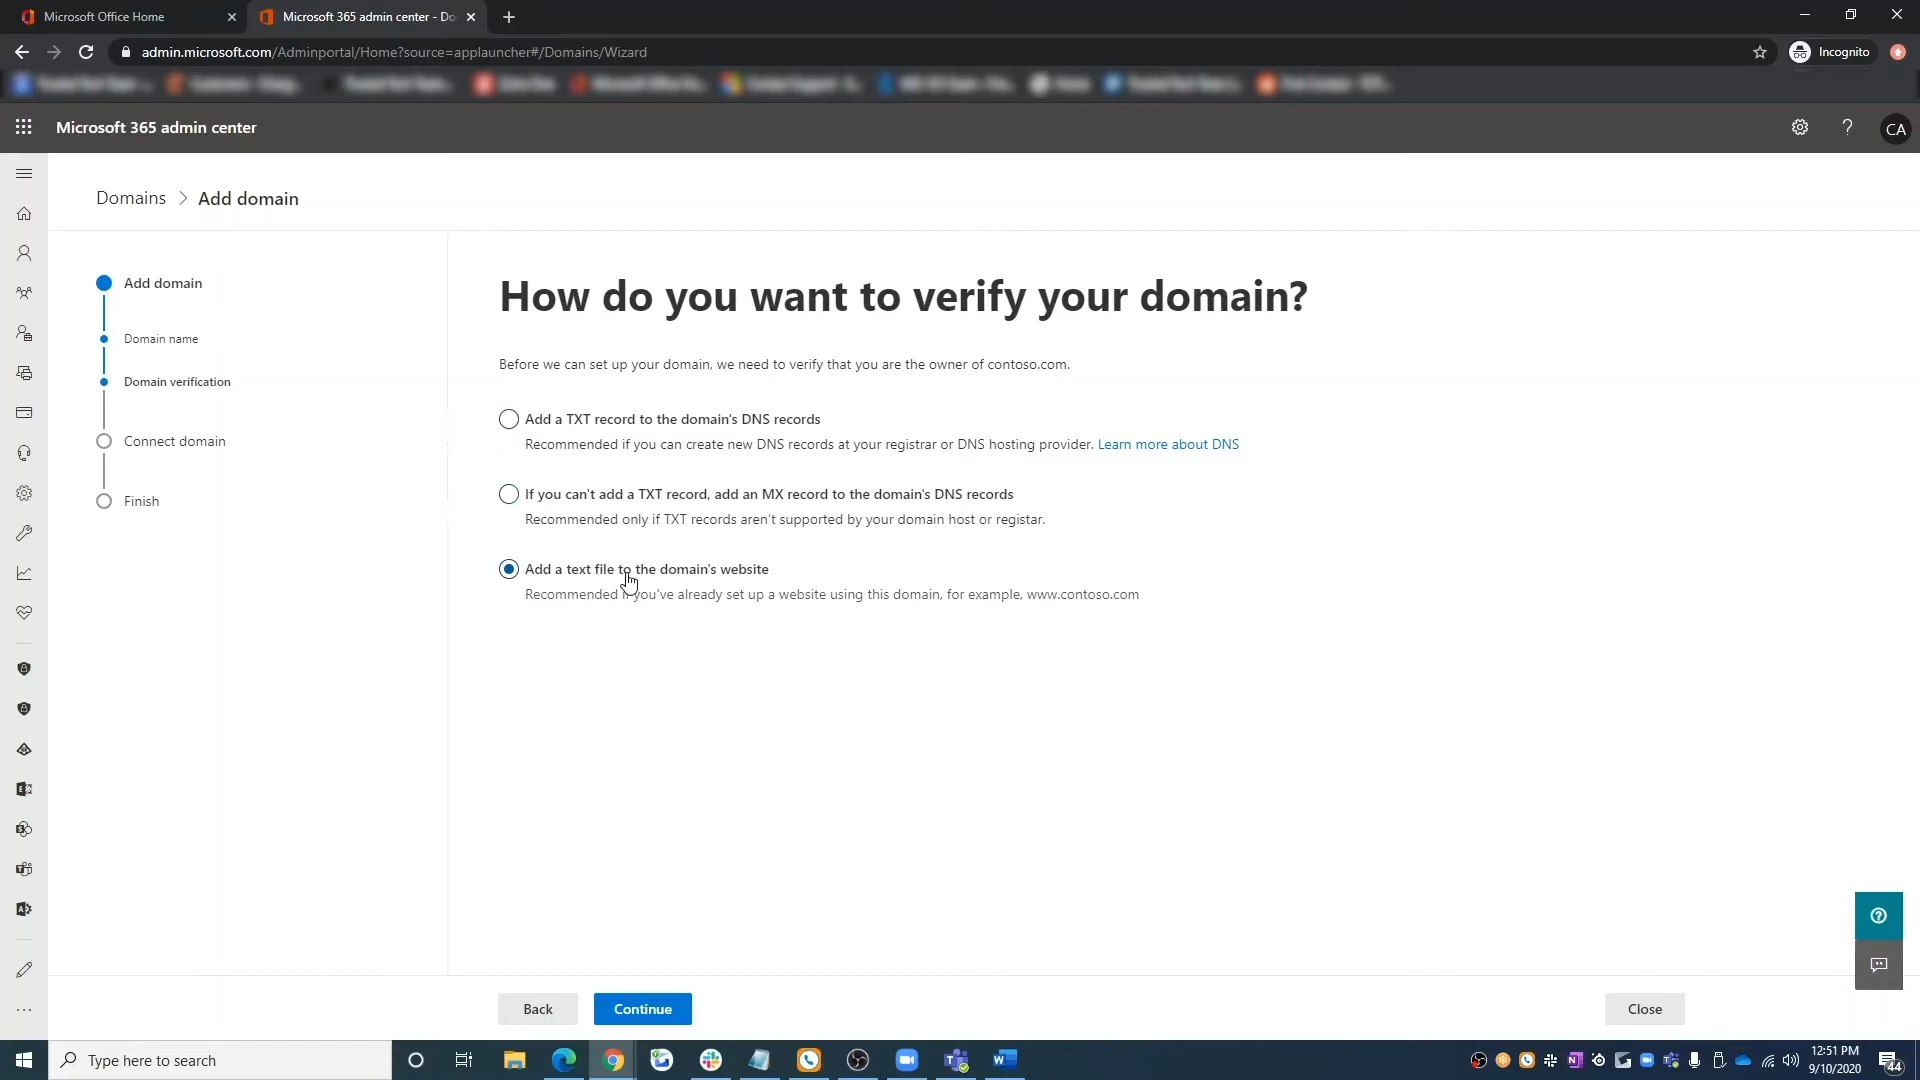 Microsoft Office Home
Microsoft 365 admin center - Do
admin.microsoft.com/Adminportal/Home?source=applauncher#/Domains/Wizard
Incognito
Microsoft 365 admin center
CA
Domains > Add domain
Add domain
Domain name
Domain verification
Connect domain
Finish
How do you want to verify your domain?
Before we can set up your domain, we need to verify that you are the owner of contoso.com.
Add a TXT record to the domain's DNS records
Recommended if you can create new DNS records at your registrar or DNS hosting provider. Learn more about DNS
If you can't add a TXT record, add an MX record to the domain's DNS records
Recommended only if TXT records aren't supported by your domain host or registar.
Add a text file to the domain's website
Recommended if you've already set up a website using this domain, for example, www.contoso.com
Back
Continue
Close
Type here to search
12:51 PM
9/10/2020
44